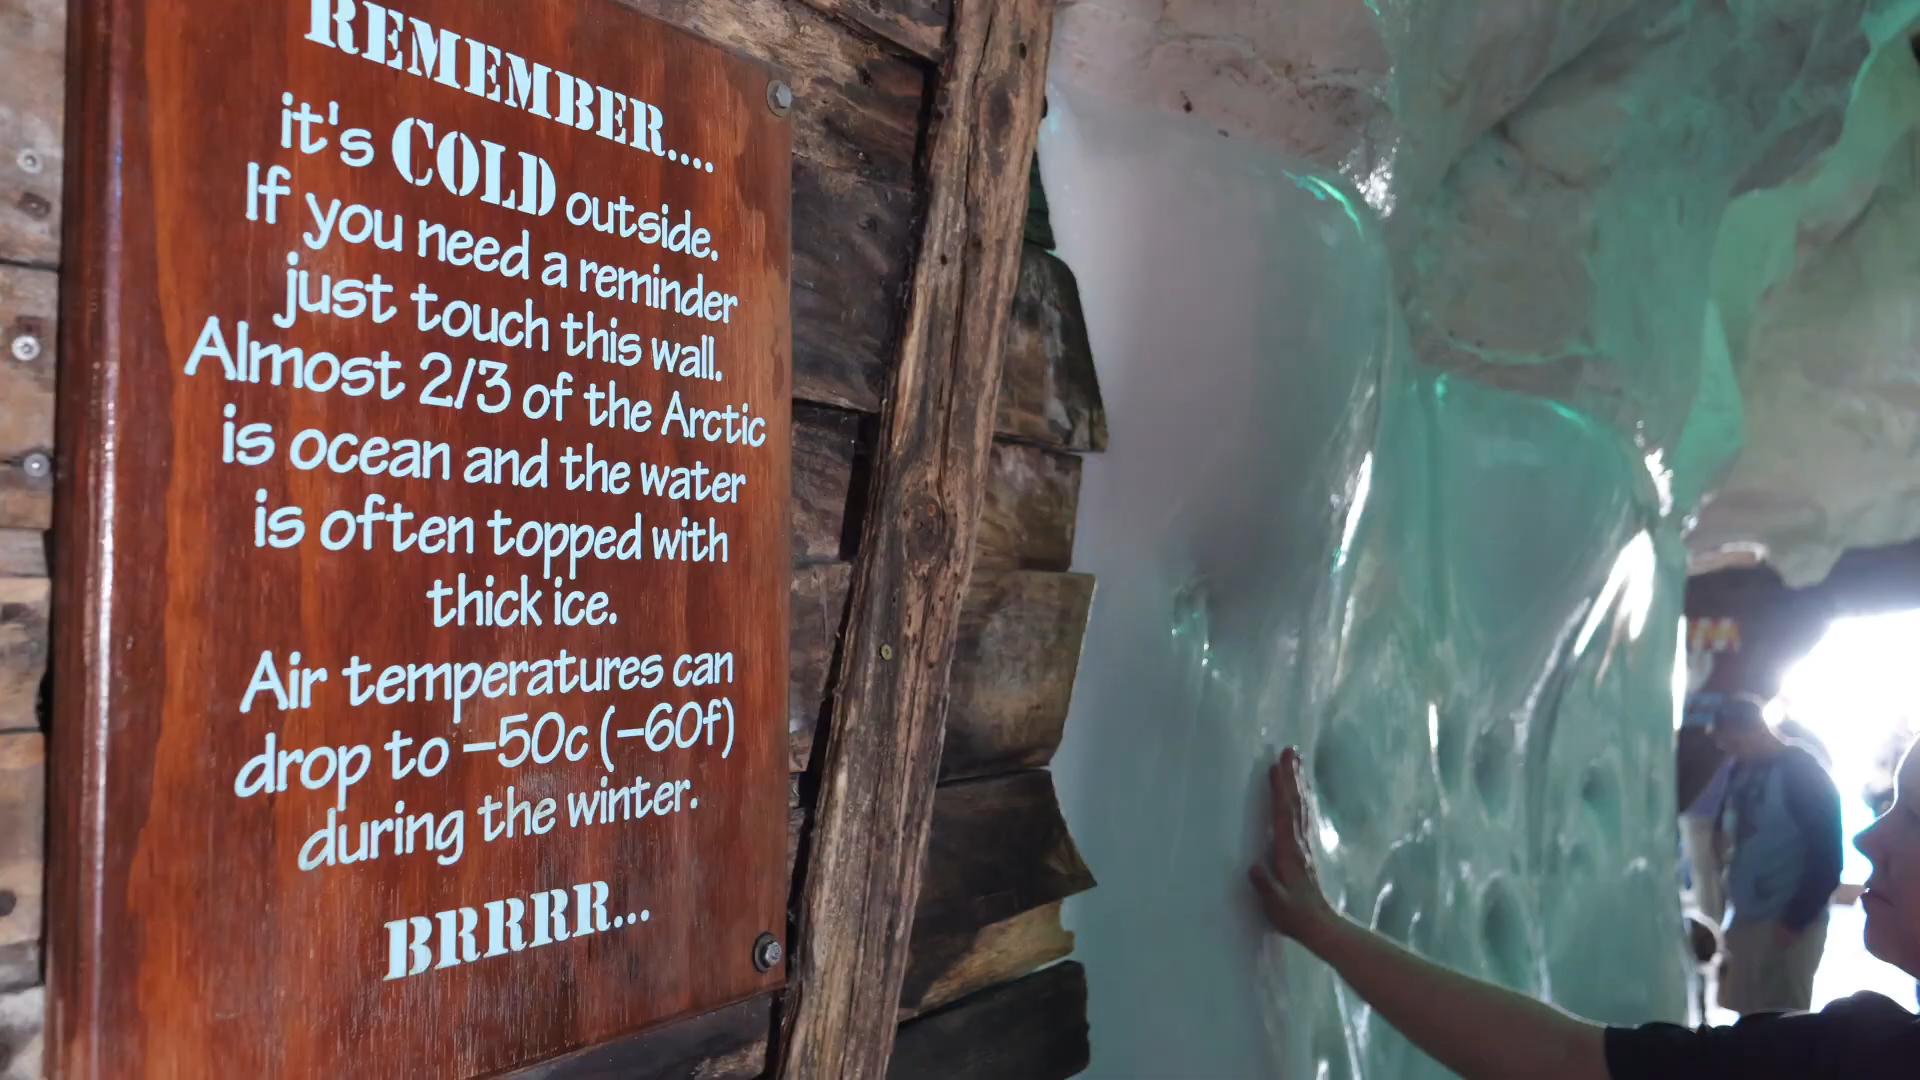 REMEMBER....
it's COLD outside.
If you need a reminder
just touch this wall.
Almost 2/3 of the Arctic
is ocean and the water
is often topped with
thick ice.
Air temperatures can
drop to -50c (-60f)
during the winter.
BRRRR...